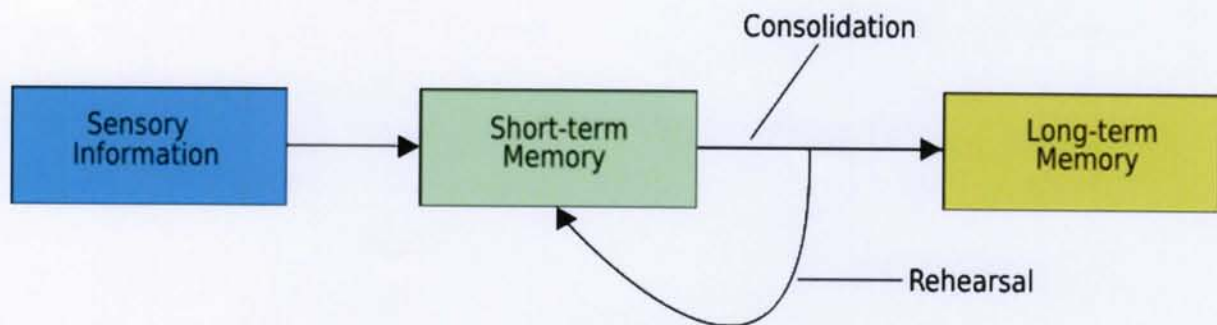 Consolidation
Sensory
Information
Short-term
Memory
Long-term
Memory
Rehearsal